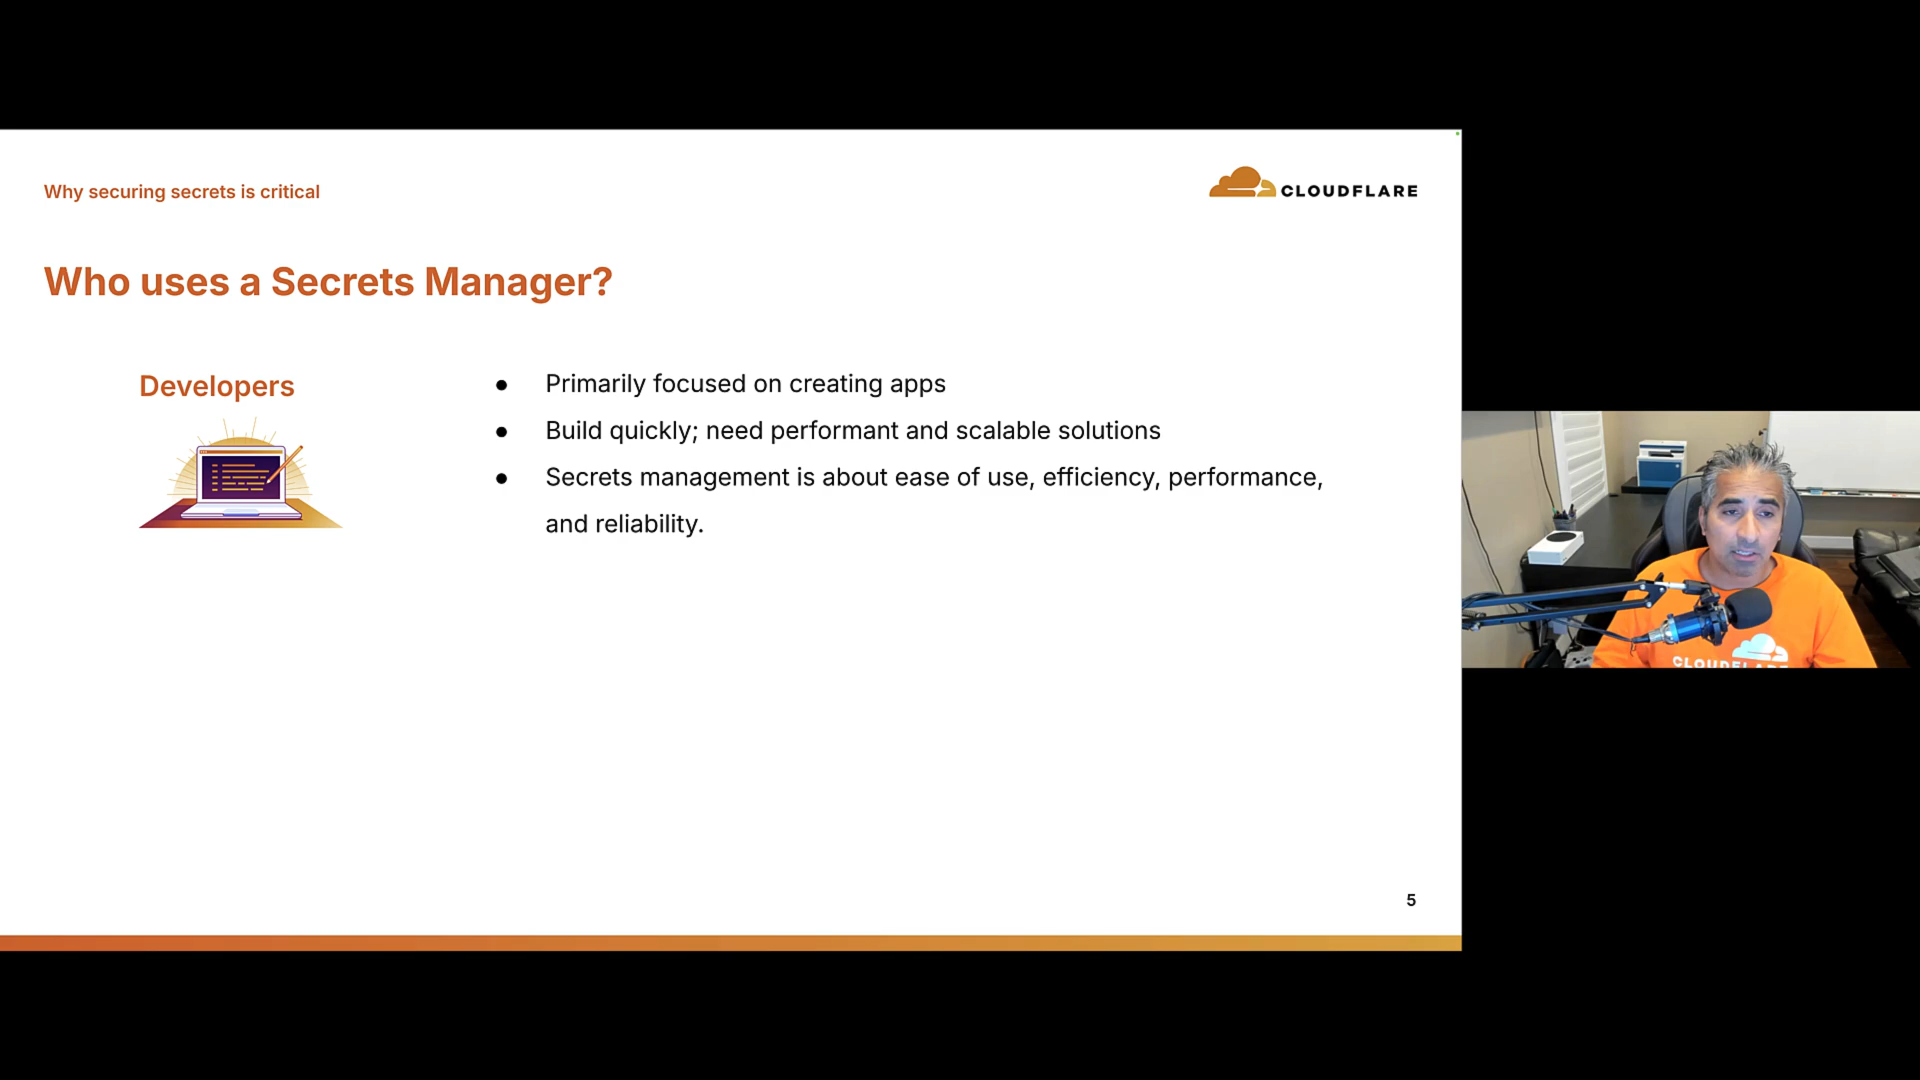 Why securing secrets is critical
CLOUDFLARE
Who uses a Secrets Manager?
Developers
● Primarily focused on creating apps
● Build quickly; need performant and scalable solutions
● Secrets management is about ease of use, efficiency, performance,
and reliability.
CLOUDFLARE
5